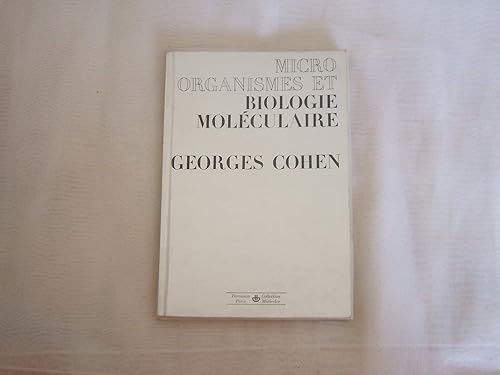 MICRO
ORGANISMES ET
BIOLOGIE
MOLÉCULAIRE
GEORGES COHEN
Hermann Collection
Paris Méthodes